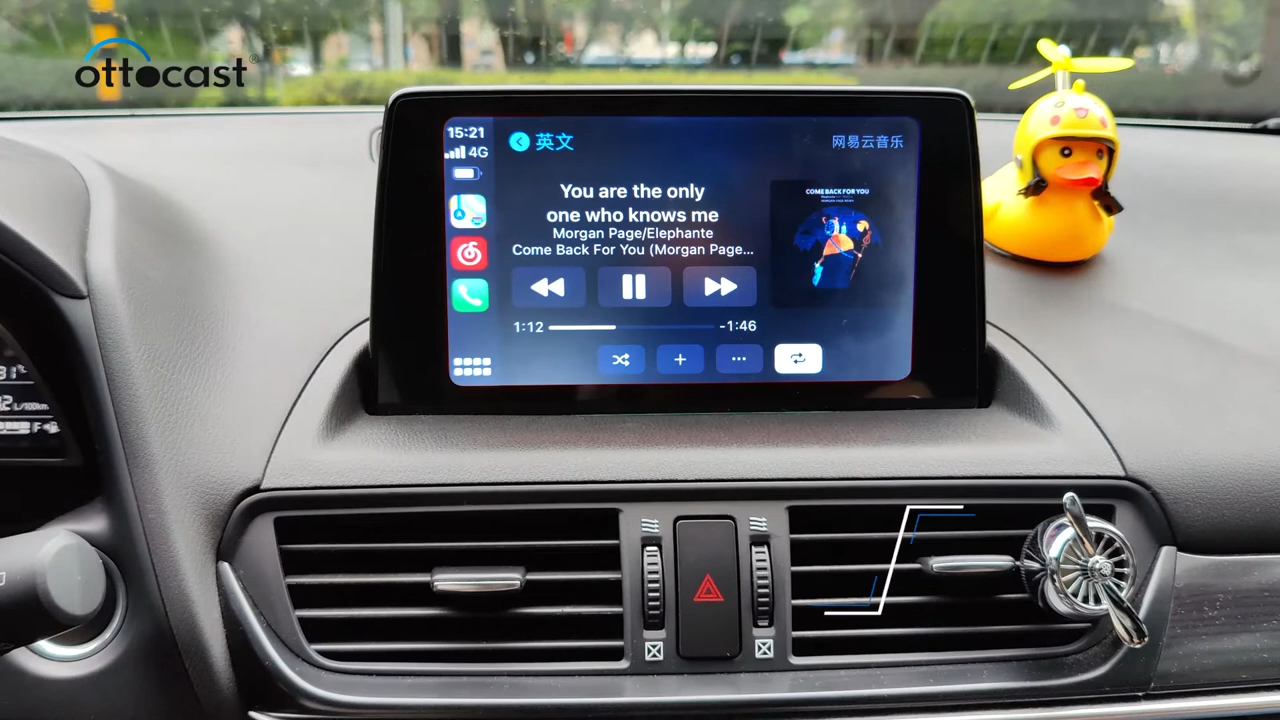 ottocast®
15:21
4G
英文
网易云音乐
You are the only
one who knows me
Morgan Page/Elephante
Come Back For You (Morgan Page...
COME BACK FOR YOU
1:12
-1:46
L/100km
F